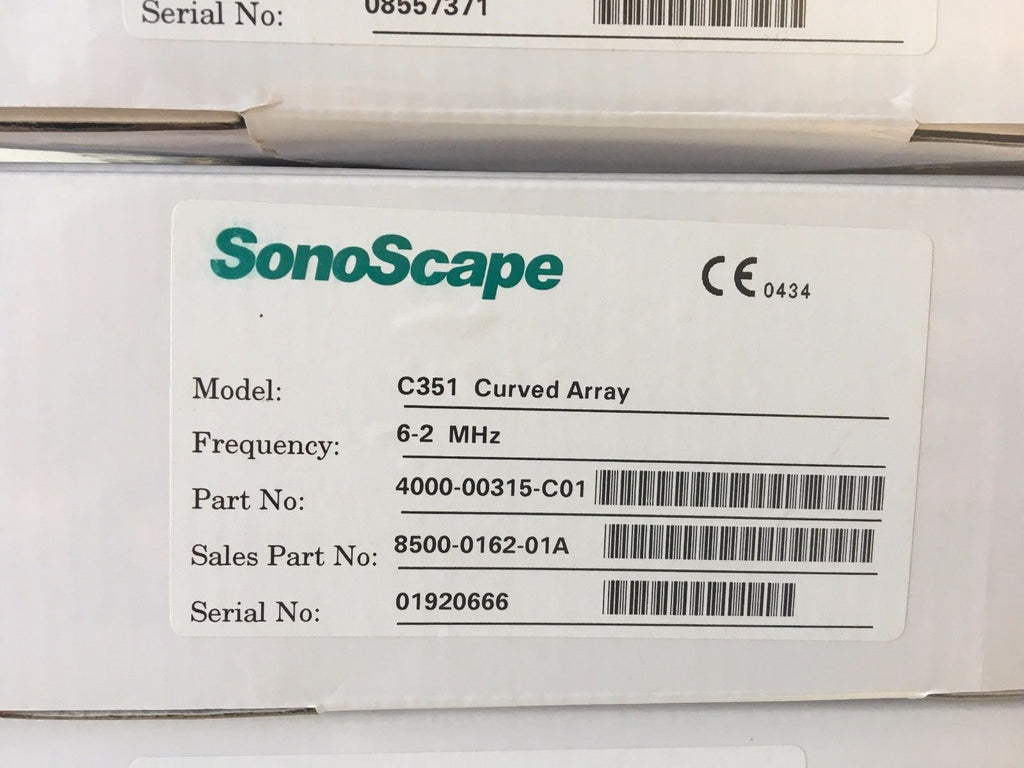 Serial No: 08557371
SonoScape
CE 0434
Model: C351 Curved Array
Frequency: 6-2 MHz
Part No: 4000-00315-C01
Sales Part No: 8500-0162-01A
Serial No: 01920666